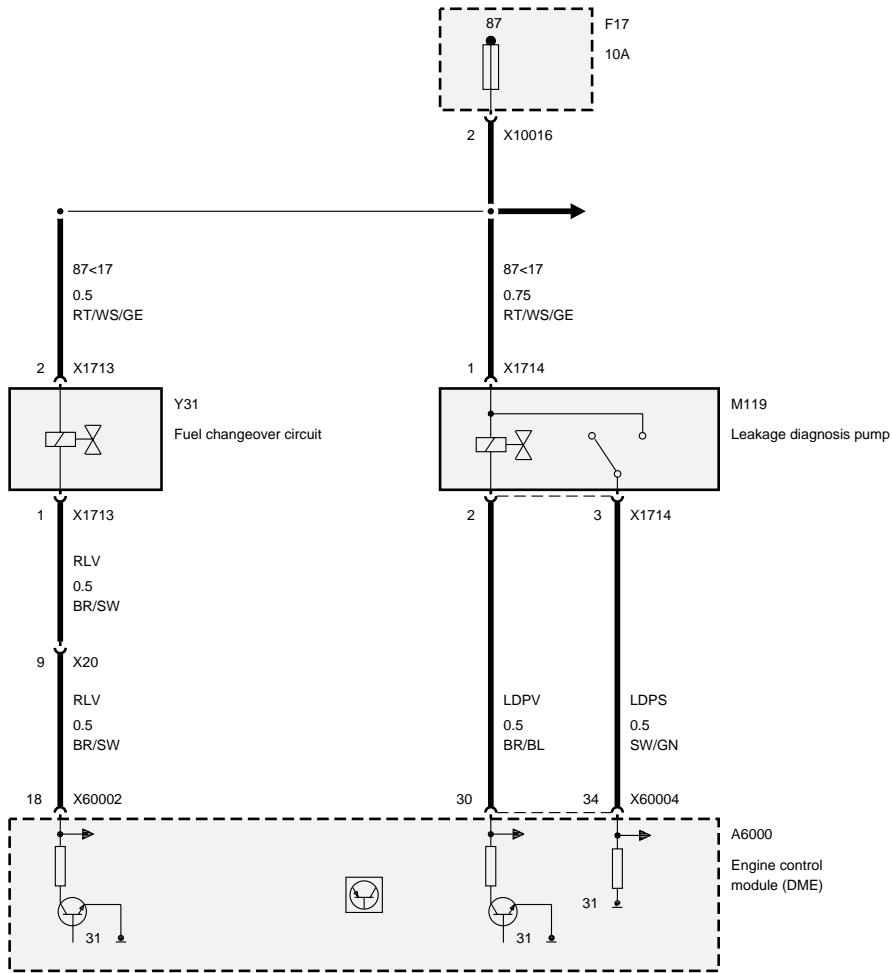 87
F17
10A
2 X10016
87<17
0.5
RT/WS/GE
87<17
0.75
RT/WS/GE
2 X1713
1 X1714
Y31
Fuel changeover circuit
M119
Leakage diagnosis pump
1 X1713
2
3 X1714
RLV
0.5
BR/SW
9 X20
RLV
0.5
BR/SW
LDPV
0.5
BR/BL
LDPS
0.5
SW/GN
18 X60002
30
34 X60004
A6000
Engine control
module (DME)
31
31
31